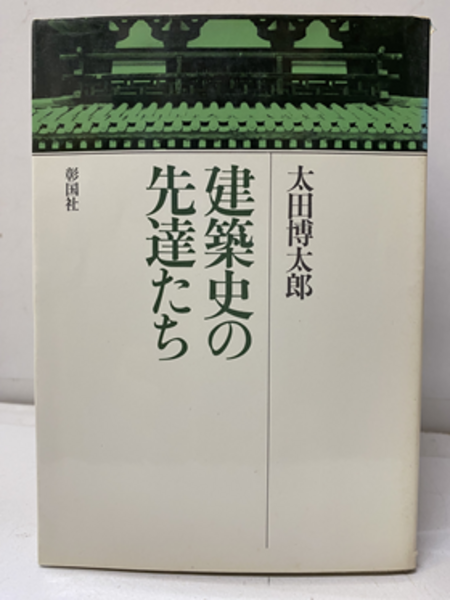 太田博太郎
建築史の
先達たち
彰国社